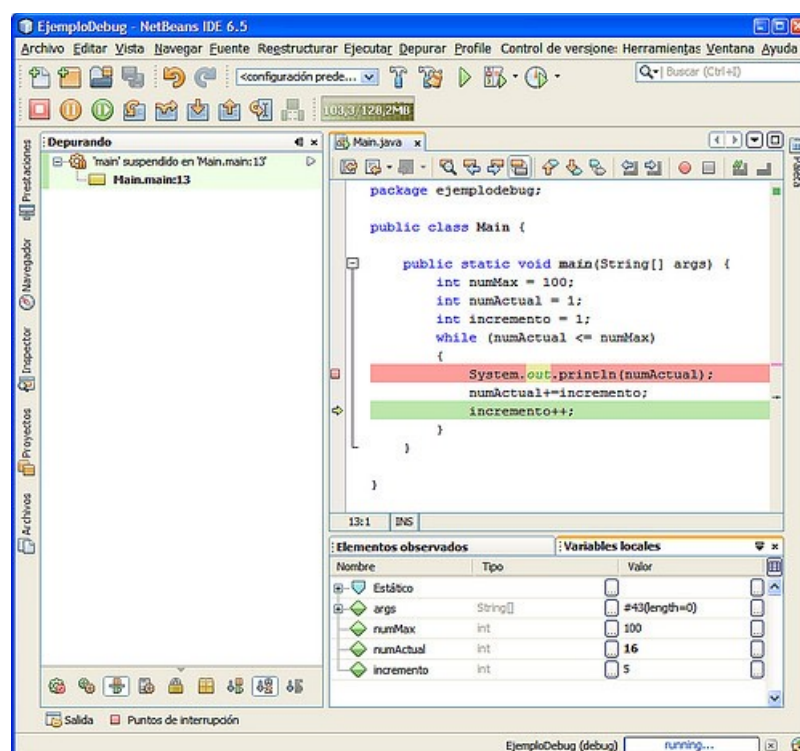 EjemploDebug - NetBeans IDE 6.5
Archivo Editar Vista Navegar Fuente Reestructurar Ejecutar Depurar Profile Control de versione: Herramientas Ventana Ayuda
<configuración prede...
Buscar (Ctrl+I)
103,3/128,2MB
Prestaciones
Navegador
Inspector
Proyectos
Archivos
Depurando
'main' suspendido en 'Main.main:13'
Main.main:13
Main.java
Paleta
package ejemplodebug;
public class Main {
public static void main(String[] args) {
int numMax = 100;
int numActual = 1;
int incremento = 1;
while (numActual <= numMax)
{
System.out.println(numActual);
numActual+=incremento;
incremento++;
}
}
}
13:1 INS
Elementos observados Variables locales
Nombre Tipo Valor
Estático
args String[] #43(length=0)
numMax int 100
numActual int 16
incremento int 5
Salida Puntos de interrupción
EjemploDebug (debug) running...